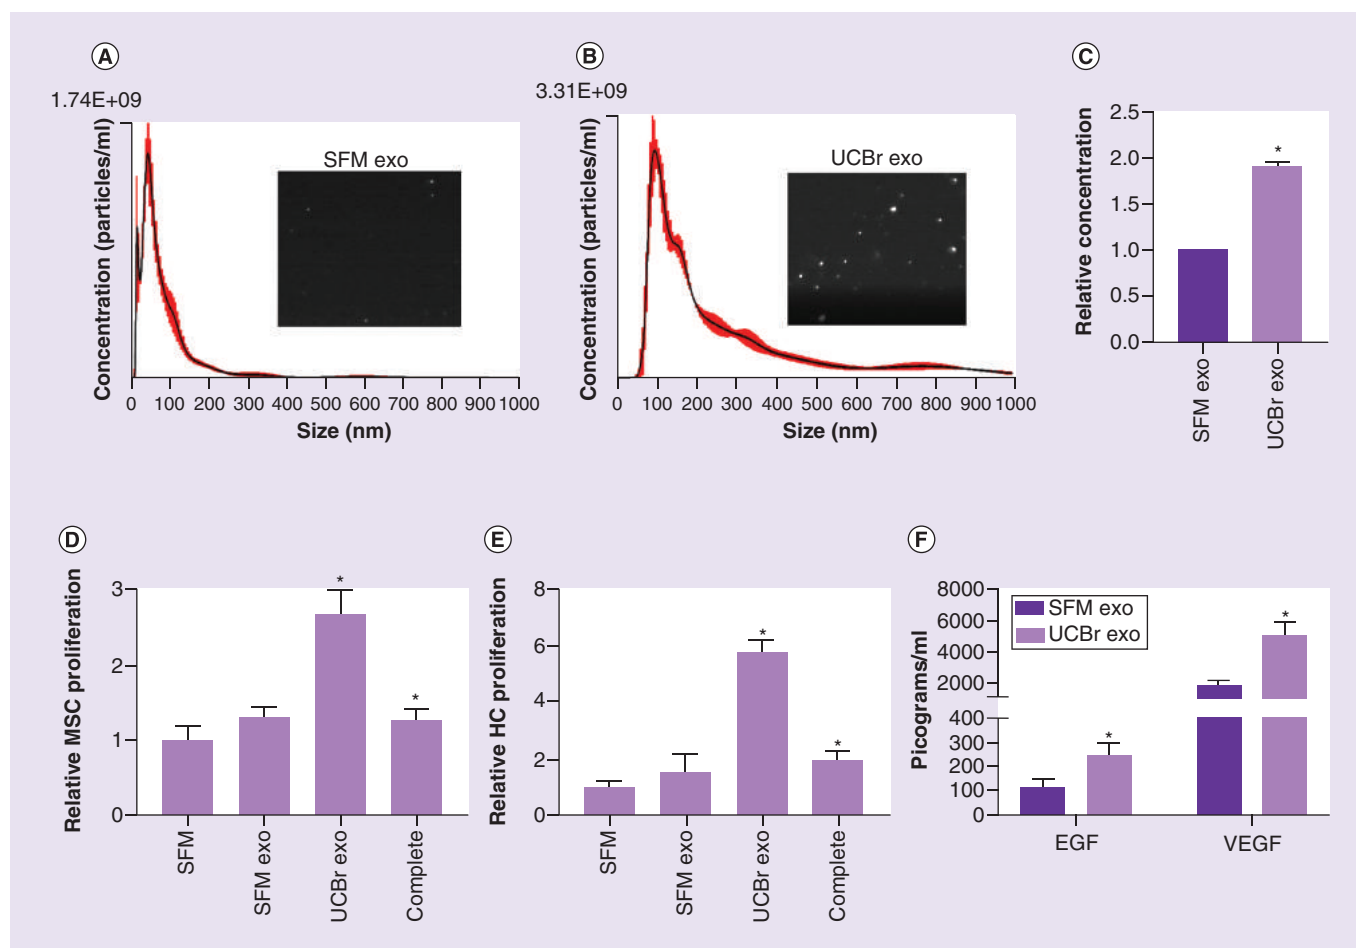 A
1.74E+09
Concentration (particles/ml)
SFM exo
0 100 200 300 400 500 600 700 800 900 1000
Size (nm)
B
3.31E+09
Concentration (particles/ml)
UCBr exo
0 100 200 300 400 500 600 700 800 900 1000
Size (nm)
C
Relative concentration
2.5
2.0
1.5
1.0
0.5
0.0
*
SFM exo
UCBr exo
D
Relative MSC proliferation
3
2
1
0
*
*
SFM
SFM exo
UCBr exo
Complete
E
Relative HC proliferation
8
6
4
2
0
*
*
SFM
SFM exo
UCBr exo
Complete
F
Picograms/ml
8000
6000
4000
2000
400
300
200
100
0
SFM exo
UCBr exo
*
*
EGF
VEGF